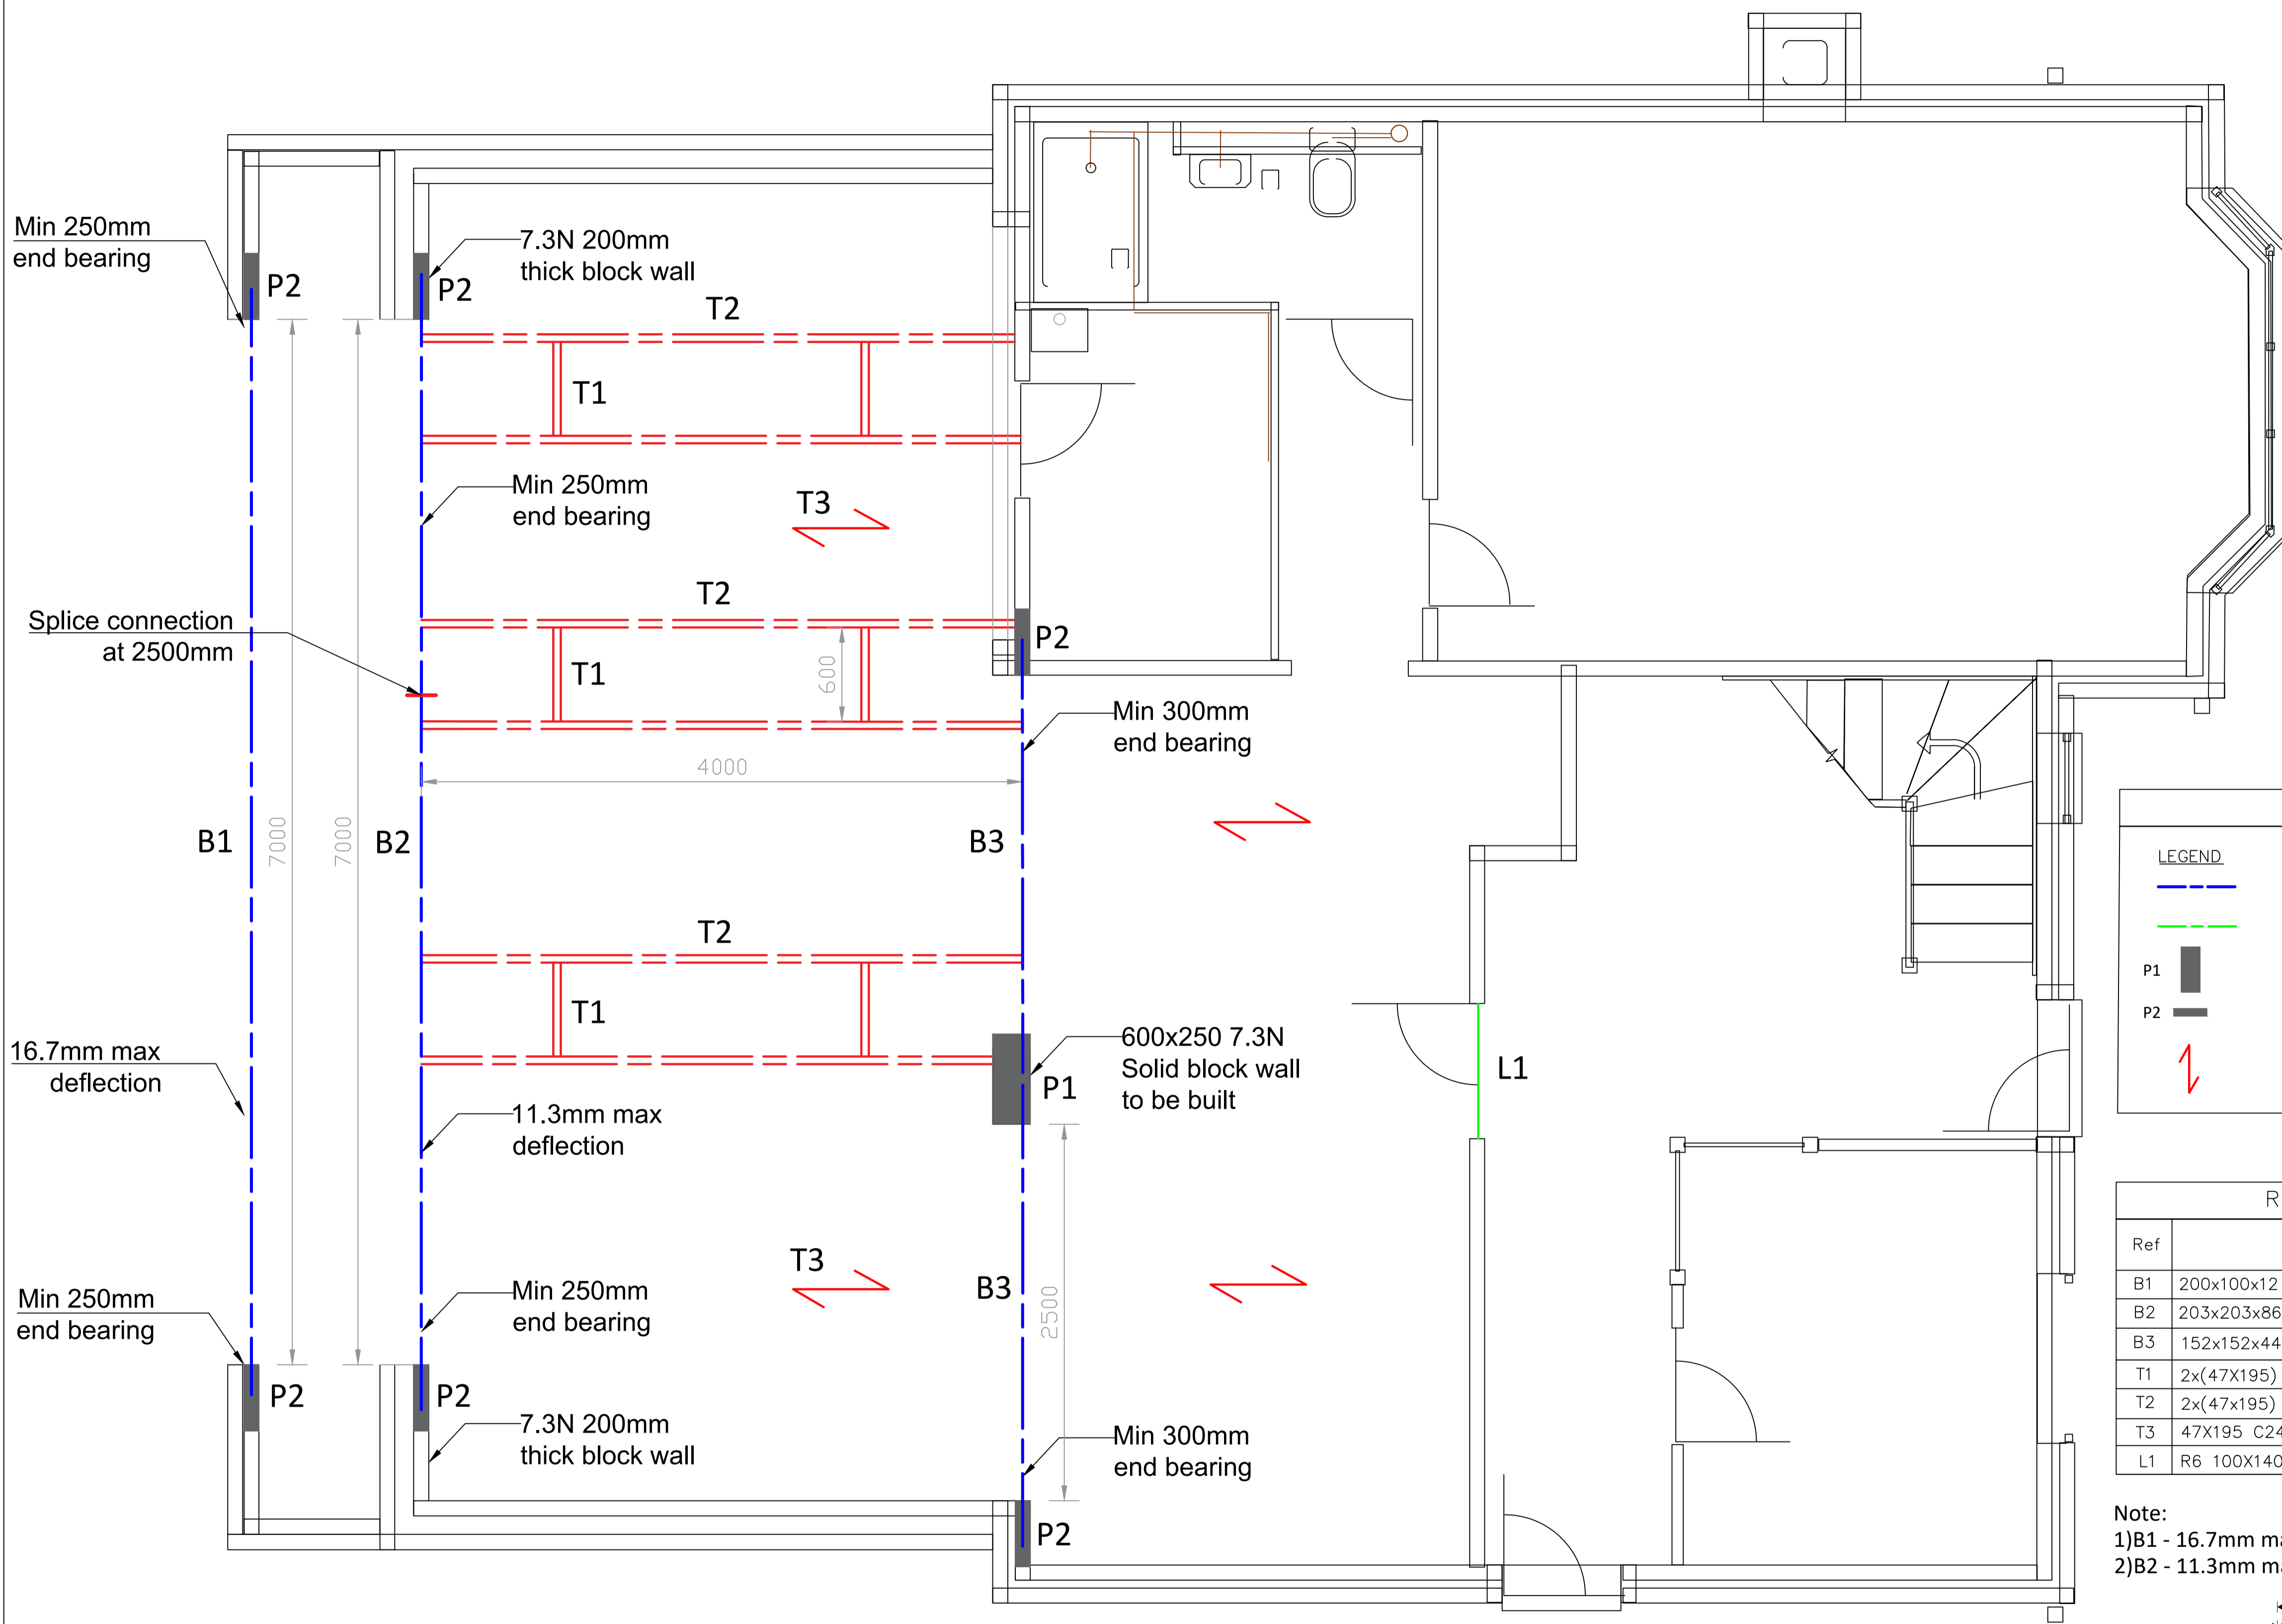 Min 250mm
end bearing
P2
P2
7.3N 200mm
thick block wall
T2
T1
Min 250mm
end bearing
T3
Splice connection
at 2500mm
T2
T1
600
P2
Min 300mm
end bearing
4000
B1
7000
7000
B2
B3
LEGEND
P1
P2
T2
T1
16.7mm max
deflection
11.3mm max
deflection
600x250 7.3N
Solid block wall
to be built
P1
L1
T3
B3
2500
Min 250mm
end bearing
Min 250mm
end bearing
P2
P2
7.3N 200mm
thick block wall
Min 300mm
end bearing
P2
R
Ref
B1 200x100x12
B2 203x203x86
B3 152x152x44
T1 2x(47X195)
T2 2x(47x195)
T3 47X195 C24
L1 R6 100X140
Note:
1)B1 - 16.7mm ma
2)B2 - 11.3mm ma